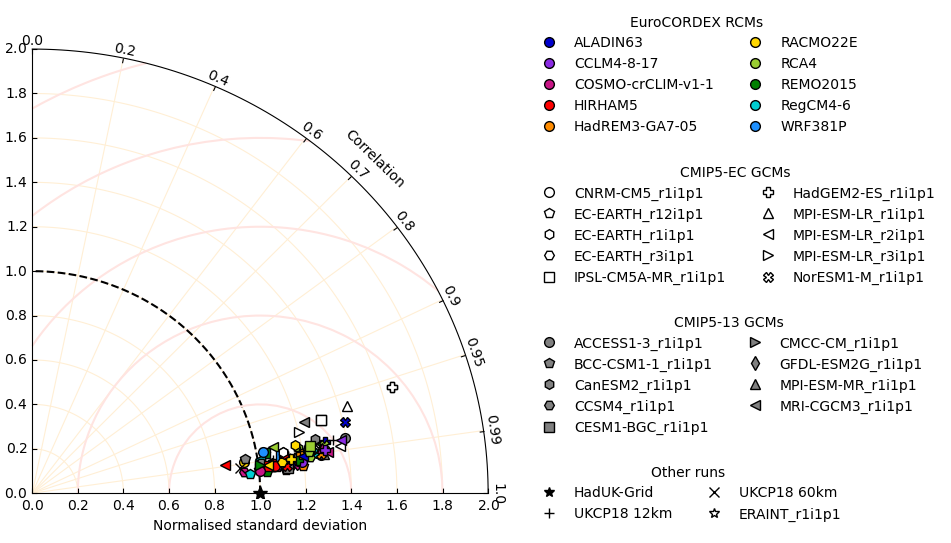 0.0
0.2
0.4
0.6
Correlation
0.7
0.8
0.9
0.95
0.99
1.0
2.0
1.8
1.6
1.4
1.2
1.0
0.8
0.6
0.4
0.2
0.0
0.0 0.2 0.4 0.6 0.8 1.0 1.2 1.4 1.6 1.8 2.0
Normalised standard deviation
EuroCORDEX RCMs
ALADIN63 RACMO22E
CCLM4-8-17 RCA4
COSMO-crCLIM-v1-1 REMO2015
HIRHAM5 RegCM4-6
HadREM3-GA7-05 WRF381P
CMIP5-EC GCMs
CNRM-CM5_r1i1p1 HadGEM2-ES_r1i1p1
EC-EARTH_r12i1p1 MPI-ESM-LR_r1i1p1
EC-EARTH_r1i1p1 MPI-ESM-LR_r2i1p1
EC-EARTH_r3i1p1 MPI-ESM-LR_r3i1p1
IPSL-CM5A-MR_r1i1p1 NorESM1-M_r1i1p1
CMIP5-13 GCMs
ACCESS1-3_r1i1p1 CMCC-CM_r1i1p1
BCC-CSM1-1_r1i1p1 GFDL-ESM2G_r1i1p1
CanESM2_r1i1p1 MPI-ESM-MR_r1i1p1
CCSM4_r1i1p1 MRI-CGCM3_r1i1p1
CESM1-BGC_r1i1p1
Other runs
HadUK-Grid UKCP18 60km
UKCP18 12km ERAINT_r1i1p1